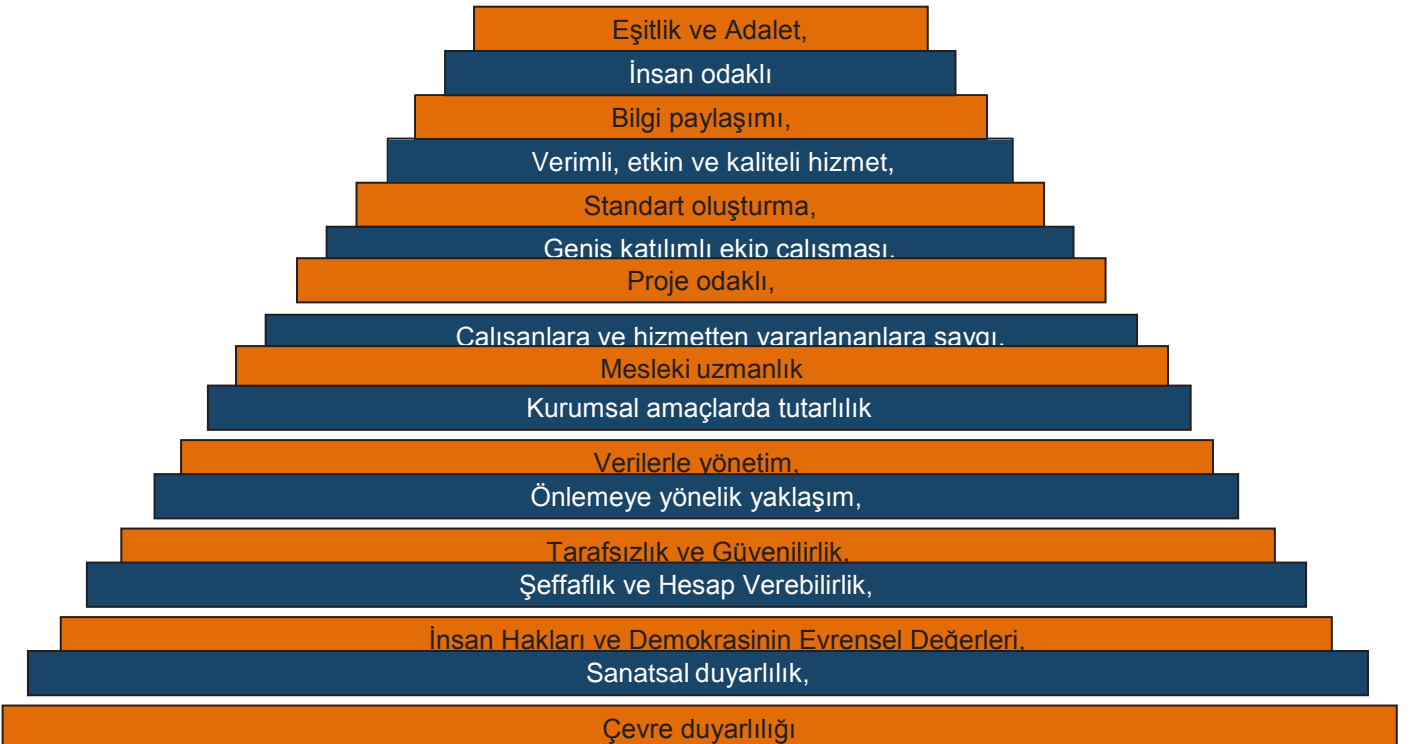 Eşitlik ve Adalet,
İnsan odaklı
Bilgi paylaşımı,
Verimli, etkin ve kaliteli hizmet,
Standart oluşturma,
Geniş katılımlı ekip çalışması,
Proje odaklı,
Çalışanlara ve hizmetten yararlananlara saygı,
Mesleki uzmanlık
Kurumsal amaçlarda tutarlılık
Verilerle yönetim,
Önlemeye yönelik yaklaşım,
Tarafsızlık ve Güvenilirlik,
Şeffaflık ve Hesap Verebilirlik,
İnsan Hakları ve Demokrasinin Evrensel Değerleri,
Sanatsal duyarlılık,
Çevre duyarlılığı